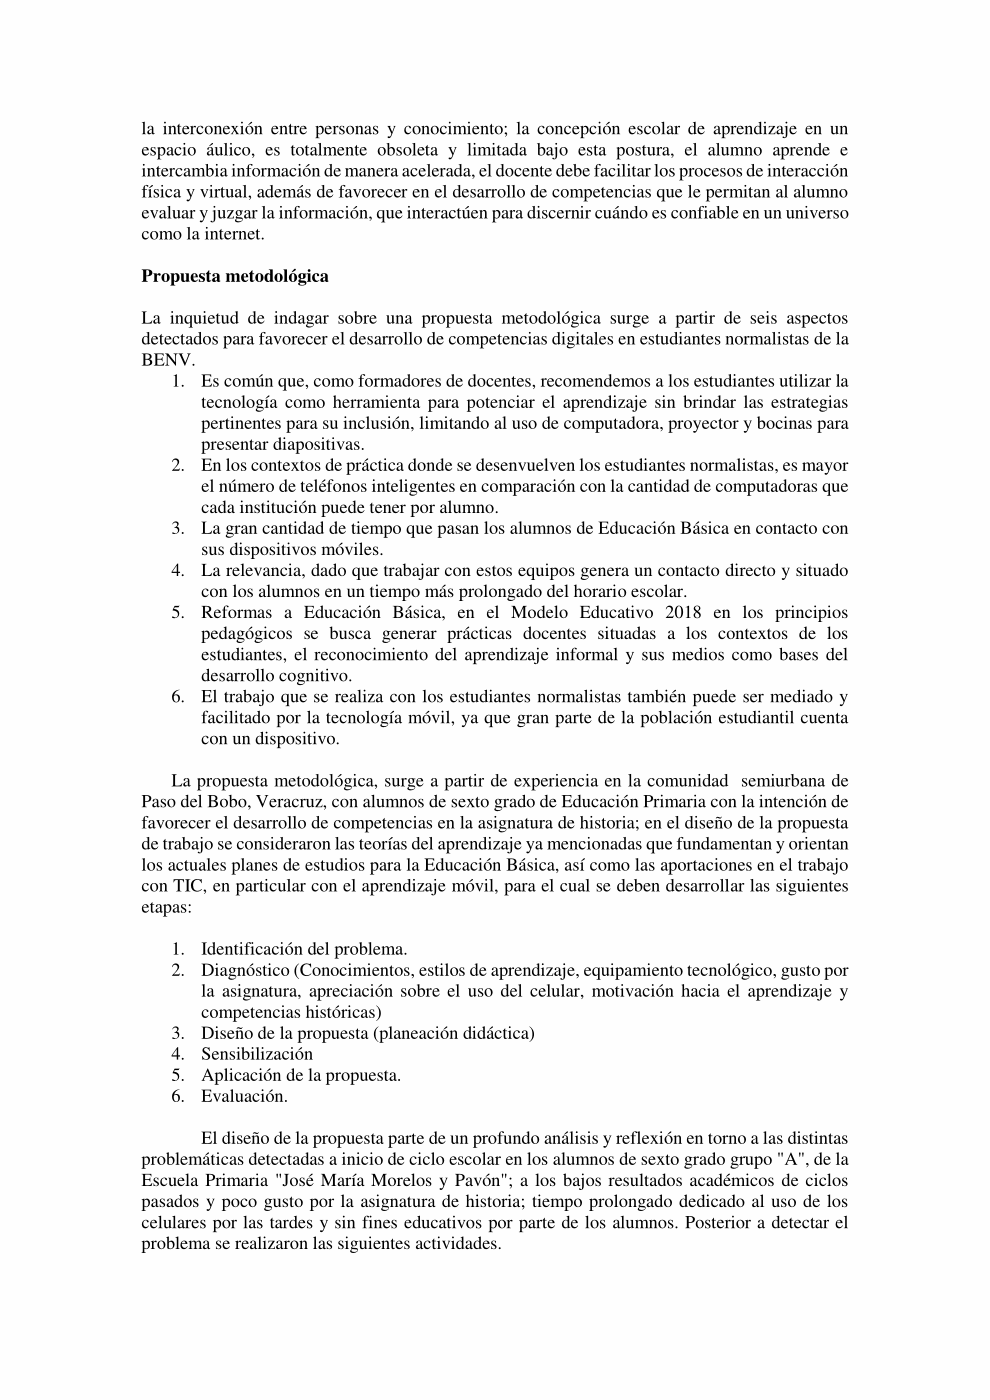 la interconexión entre personas y conocimiento; la concepción escolar de aprendizaje en un
espacio áulico, es totalmente obsoleta y limitada bajo esta postura, el alumno aprende e
intercambia información de manera acelerada, el docente debe facilitar los procesos de interacción
física y virtual, además de favorecer en el desarrollo de competencias que le permitan al alumno
evaluar y juzgar la información, que interactúen para discernir cuándo es confiable en un universo
como la internet.
Propuesta metodológica
La inquietud de indagar sobre una propuesta metodológica surge a partir de seis aspectos
detectados para favorecer el desarrollo de competencias digitales en estudiantes normalistas de la
BENV.
1. Es común que, como formadores de docentes, recomendemos a los estudiantes utilizar la
tecnología como herramienta para potenciar el aprendizaje sin brindar las estrategias
pertinentes para su inclusión, limitando al uso de computadora, proyector y bocinas para
presentar diapositivas.
2. En los contextos de práctica donde se desenvuelven los estudiantes normalistas, es mayor
el número de teléfonos inteligentes en comparación con la cantidad de computadoras que
cada institución puede tener por alumno.
3. La gran cantidad de tiempo que pasan los alumnos de Educación Básica en contacto con
sus dispositivos móviles.
4. La relevancia, dado que trabajar con estos equipos genera un contacto directo y situado
con los alumnos en un tiempo más prolongado del horario escolar.
5. Reformas a Educación Básica, en el Modelo Educativo 2018 en los principios
pedagógicos se busca generar prácticas docentes situadas a los contextos de los
estudiantes, el reconocimiento del aprendizaje informal y sus medios como bases del
desarrollo cognitivo.
6. El trabajo que se realiza con los estudiantes normalistas también puede ser mediado y
facilitado por la tecnología móvil, ya que gran parte de la población estudiantil cuenta
con un dispositivo.
La propuesta metodológica, surge a partir de experiencia en la comunidad semiurbana de
Paso del Bobo, Veracruz, con alumnos de sexto grado de Educación Primaria con la intención de
favorecer el desarrollo de competencias en la asignatura de historia; en el diseño de la propuesta
de trabajo se consideraron las teorías del aprendizaje ya mencionadas que fundamentan y orientan
los actuales planes de estudios para la Educación Básica, así como las aportaciones en el trabajo
con TIC, en particular con el aprendizaje móvil, para el cual se deben desarrollar las siguientes
etapas:
1. Identificación del problema.
2. Diagnóstico (Conocimientos, estilos de aprendizaje, equipamiento tecnológico, gusto por
la asignatura, apreciación sobre el uso del celular, motivación hacia el aprendizaje y
competencias históricas)
3. Diseño de la propuesta (planeación didáctica)
4. Sensibilización
5. Aplicación de la propuesta.
6. Evaluación.
El diseño de la propuesta parte de un profundo análisis y reflexión en torno a las distintas
problemáticas detectadas a inicio de ciclo escolar en los alumnos de sexto grado grupo "A", de la
Escuela Primaria "José María Morelos y Pavón"; a los bajos resultados académicos de ciclos
pasados y poco gusto por la asignatura de historia; tiempo prolongado dedicado al uso de los
celulares por las tardes y sin fines educativos por parte de los alumnos. Posterior a detectar el
problema se realizaron las siguientes actividades.